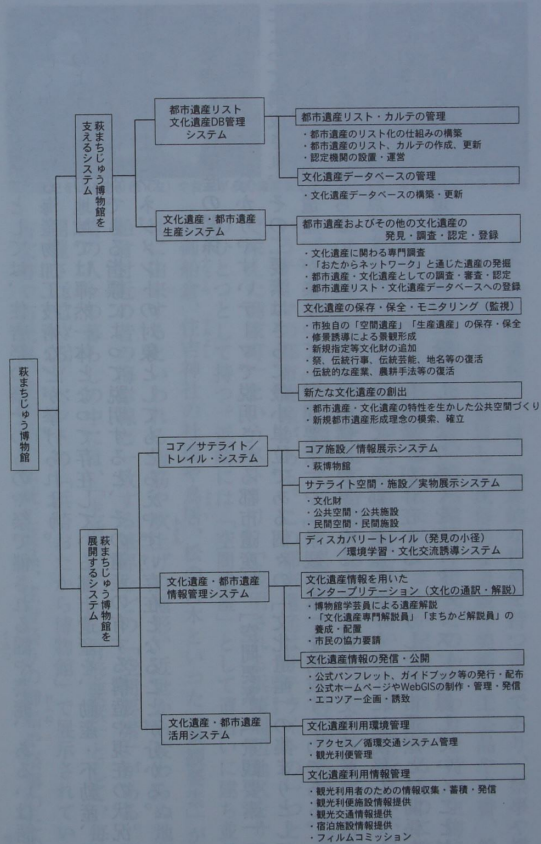 萩まちじゅう博物館
萩まちじゅう博物館を
支えるシステム
都市遺産リスト
文化遺産DB管理
システム
都市遺産リスト・カルテの管理
・都市遺産のリスト化の仕組みの構築
・都市遺産のリスト、カルテの作成、更新
・認定機関の設置・運営
文化遺産データベースの管理
・文化遺産データベースの構築・更新
文化遺産・都市遺産
生産システム
都市遺産およびその他の文化遺産の
発見・調査・認定・登録
・文化遺産に関わる専門調査
・「おたからネットワーク」と通じた遺産の発掘
・都市遺産・文化遺産としての調査・審査・認定
・都市遺産リスト・文化遺産データベースへの登録
文化遺産の保存・保全・モニタリング（監視）
・市独自の「空間遺産」「生産遺産」の保存・保全
・修景誘導による景観形成
・新規指定等文化財の追加
・祭、伝統行事、伝統芸能、地名等の復活
・伝統的な産業、農耕手法等の復活
新たな文化遺産の創出
・都市遺産・文化遺産の特性を生かした公共空間づくり
・新規都市遺産形成理念の模索、確立
萩まちじゅう博物館を
展開するシステム
コア／サテライト／
トレイル・システム
コア施設／情報展示システム
・萩博物館
サテライト空間・施設／実物展示システム
・文化財
・公共空間・公共施設
・民間空間・民間施設
ディスカバリートレイル（発見の小径）
／環境学習・文化交流誘導システム
文化遺産・都市遺産
情報管理システム
文化遺産情報を用いた
インタープリテーション（文化の通訳・解説）
・博物館学芸員による遺産解説
・「文化遺産専門解説員」「まちかど解説員」の
養成・配置
・市民の協力要請
文化遺産情報の発信・公開
・公式パンフレット、ガイドブック等の発行・配布
・公式ホームページやWebGISの制作・管理・発信
・エコツアー企画・誘致
文化遺産・都市遺産
活用システム
文化遺産利用環境管理
・アクセス／循環交通システム管理
・観光利便管理
文化遺産利用情報管理
・観光利用者のための情報収集・蓄積・発信
・観光利便施設情報提供
・観光交通情報提供
・宿泊施設情報提供
・フィルムコミッション